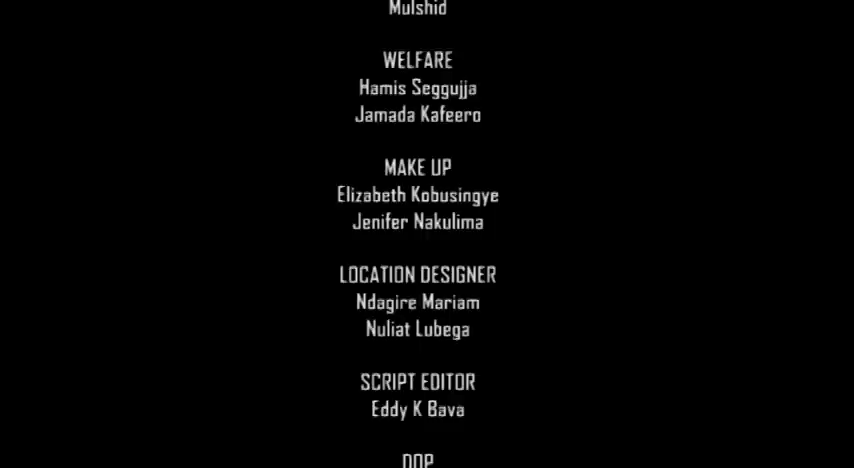 Mulshid
WELFARE
Hamis Seggujja
Jamada Kafeero
MAKE UP
Elizabeth Kobusingye
Jenifer Nakulima
LOCATION DESIGNER
Ndagire Mariam
Nuliat Lubega
SCRIPT EDITOR
Eddy K Bava
DOP